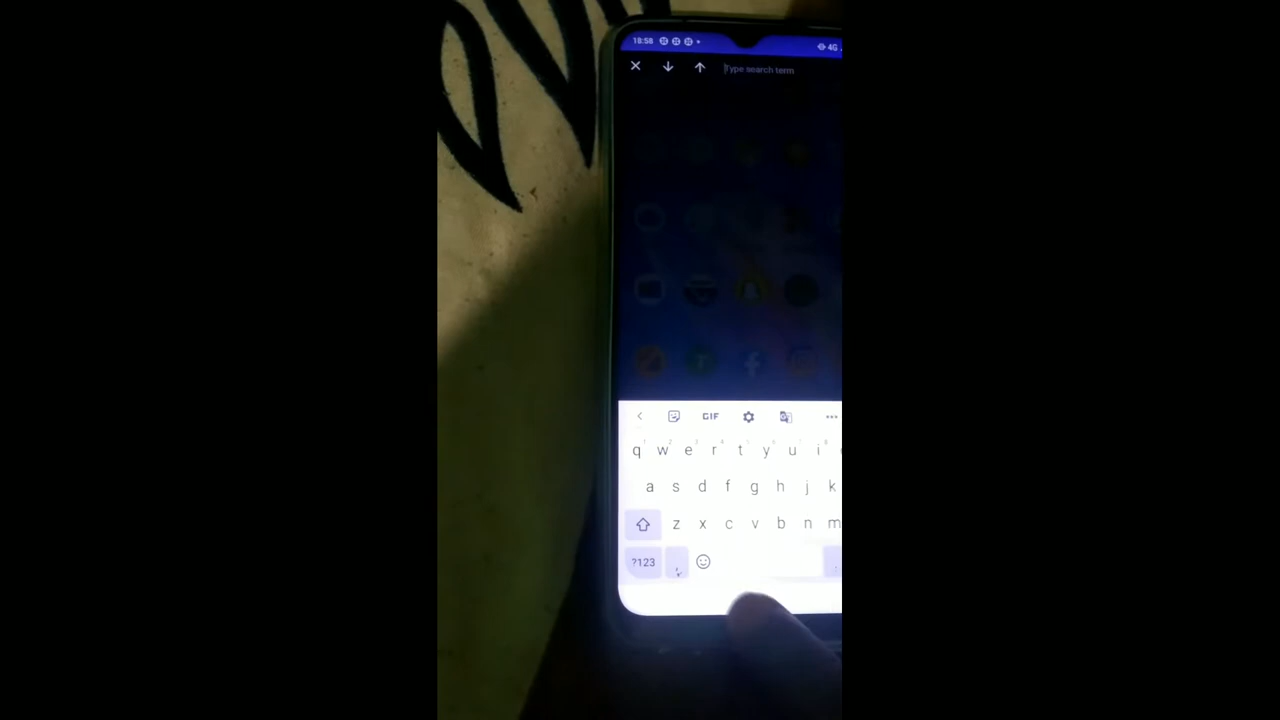 18:58 4G
Type search term
GIF
q w e r t y u i
a s d f g h j k
z x c v b n m
?123 , .